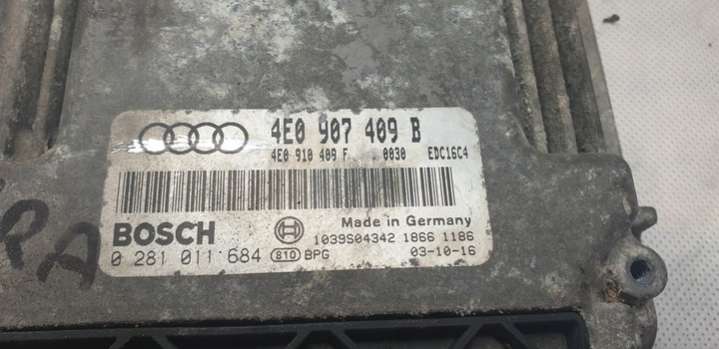 4E0 907 409 B
4E0 910 409 F 0030 EDC16C4
BOSCH
Made in Germany
1039S04342 1866 1186
0 281 011 684 810 BPG 03-10-16